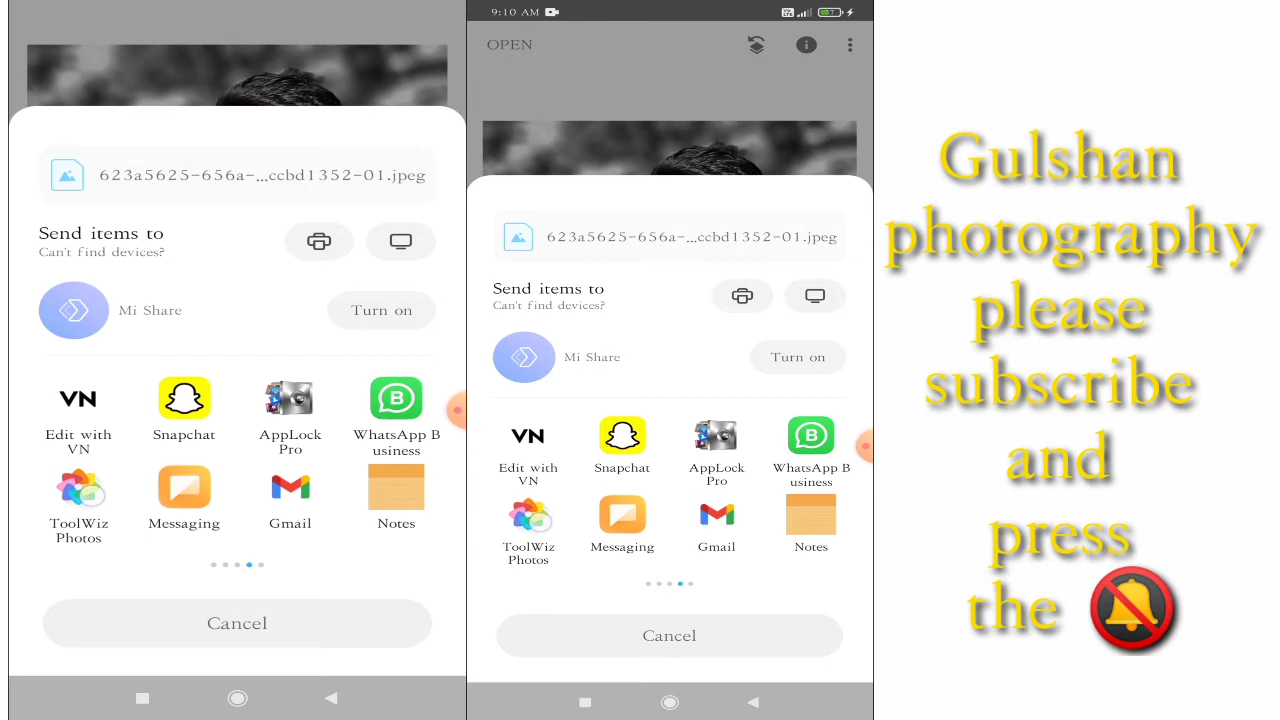 623a5625-656a-...ccbd1352-01.jpeg
Send items to
Can't find devices?
Mi Share
Turn on
VN
Edit with
VN
Snapchat
AppLock
Pro
B
WhatsApp B
usiness
ToolWiz
Photos
Messaging
Gmail
Notes
Cancel
9:10 AM
Vo LTE
7
OPEN
623a5625-656a-...ccbd1352-01.jpeg
Send items to
Can't find devices?
Mi Share
Turn on
VN
Edit with
VN
Snapchat
AppLock
Pro
B
WhatsApp B
usiness
ToolWiz
Photos
Messaging
Gmail
Notes
Cancel
Gulshan
photography
please
subscribe
and
press
the